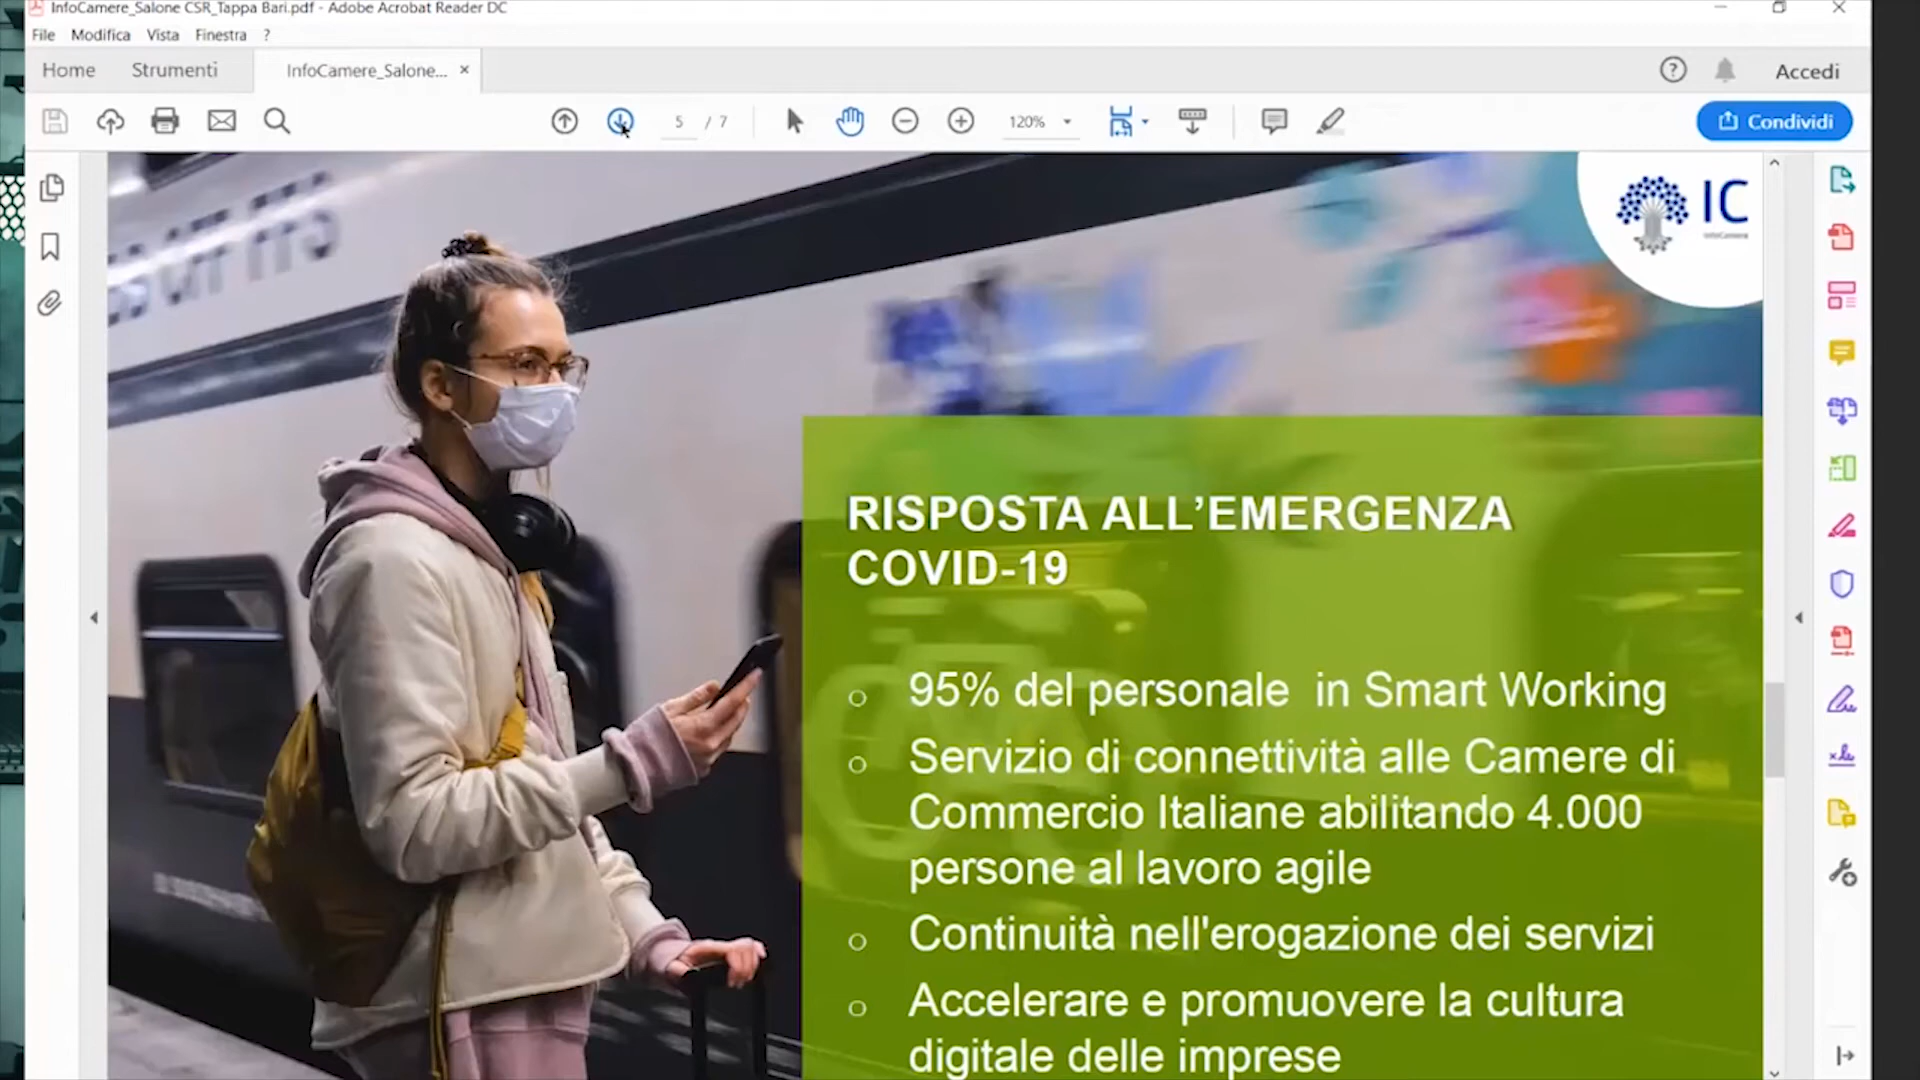 InfoCamere_Salone CSR_Tappa Bari.pdf - Adobe Acrobat Reader DC
File Modifica Vista Finestra ?
Home Strumenti InfoCamere_Salone... × ? Accedi
5 / 7 120% Condividi
IC
InfoCamere
RISPOSTA ALL’EMERGENZA
COVID-19
○ 95% del personale in Smart Working
○ Servizio di connettività alle Camere di
Commercio Italiane abilitando 4.000
persone al lavoro agile
○ Continuità nell'erogazione dei servizi
○ Accelerare e promuovere la cultura
digitale delle imprese